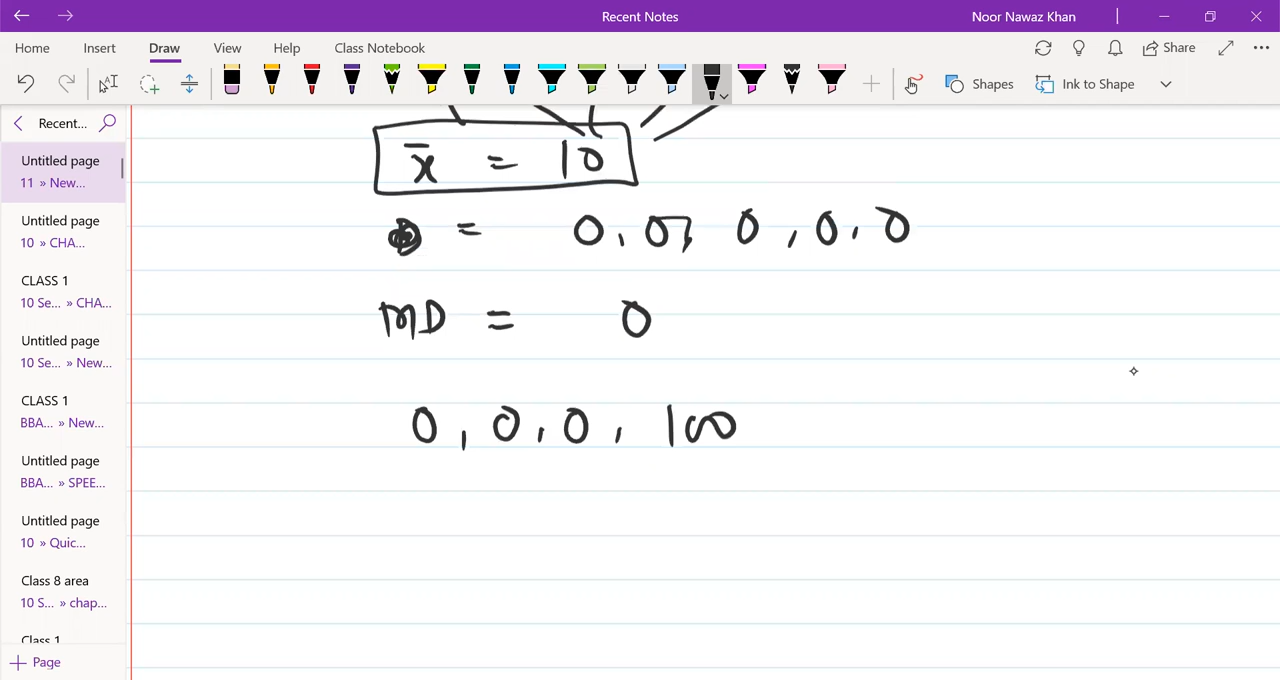 Recent Notes
Noor Nawaz Khan
Home Insert Draw View Help Class Notebook Share
Shapes Ink to Shape
Recent...
Untitled page
11 » New...
Untitled page
10 » CHA...
CLASS 1
10 Se... » CHA...
Untitled page
10 Se... » New...
CLASS 1
BBA... » New...
Untitled page
BBA... » SPEE...
Untitled page
10 » Quic...
Class 8 area
10 S... » chap...
Class 1
Page
x̄ = 10
= 0, 0, 0, 0, 0
MD = 0
0, 0, 0, 100